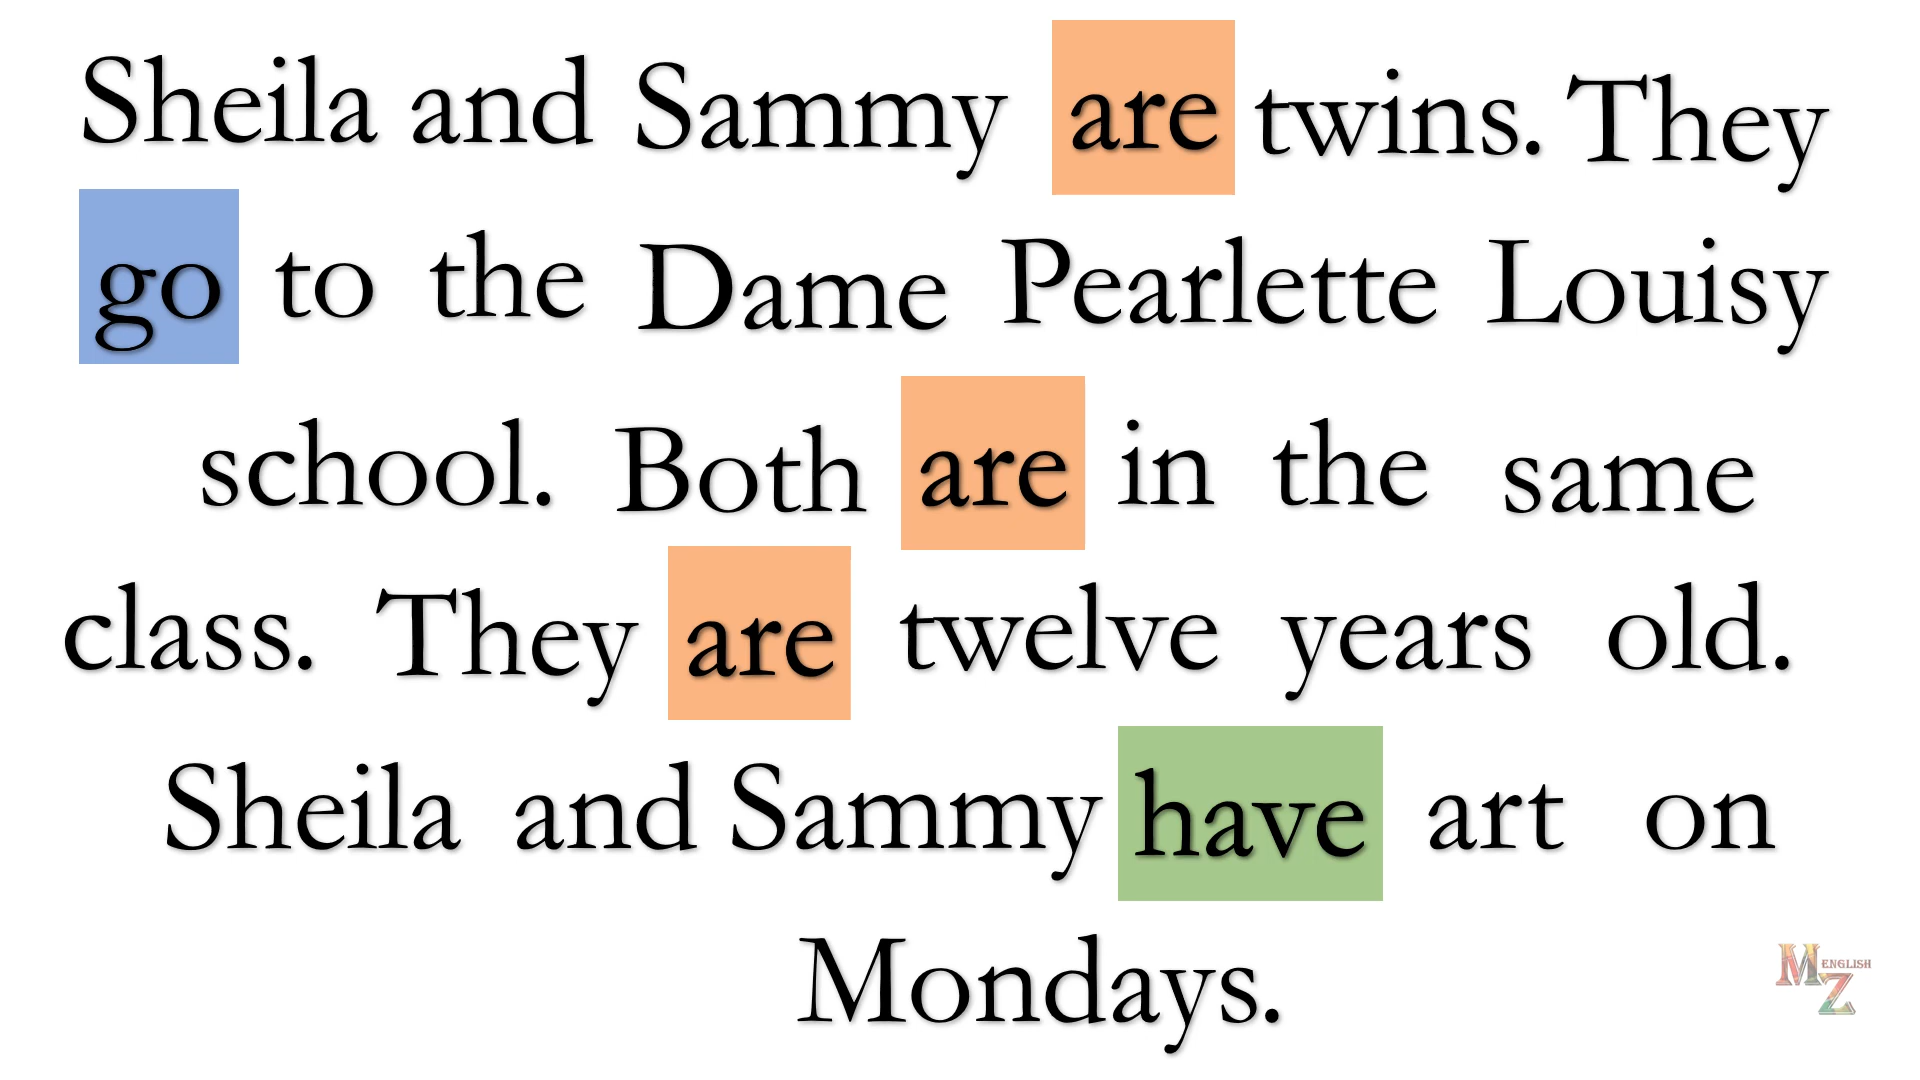 Sheila and Sammy are twins. They
go to the Dame Pearlette Louisy
school. Both are in the same
class. They are twelve years old.
Sheila and Sammy have art on
Mondays.
MZ ENGLISH